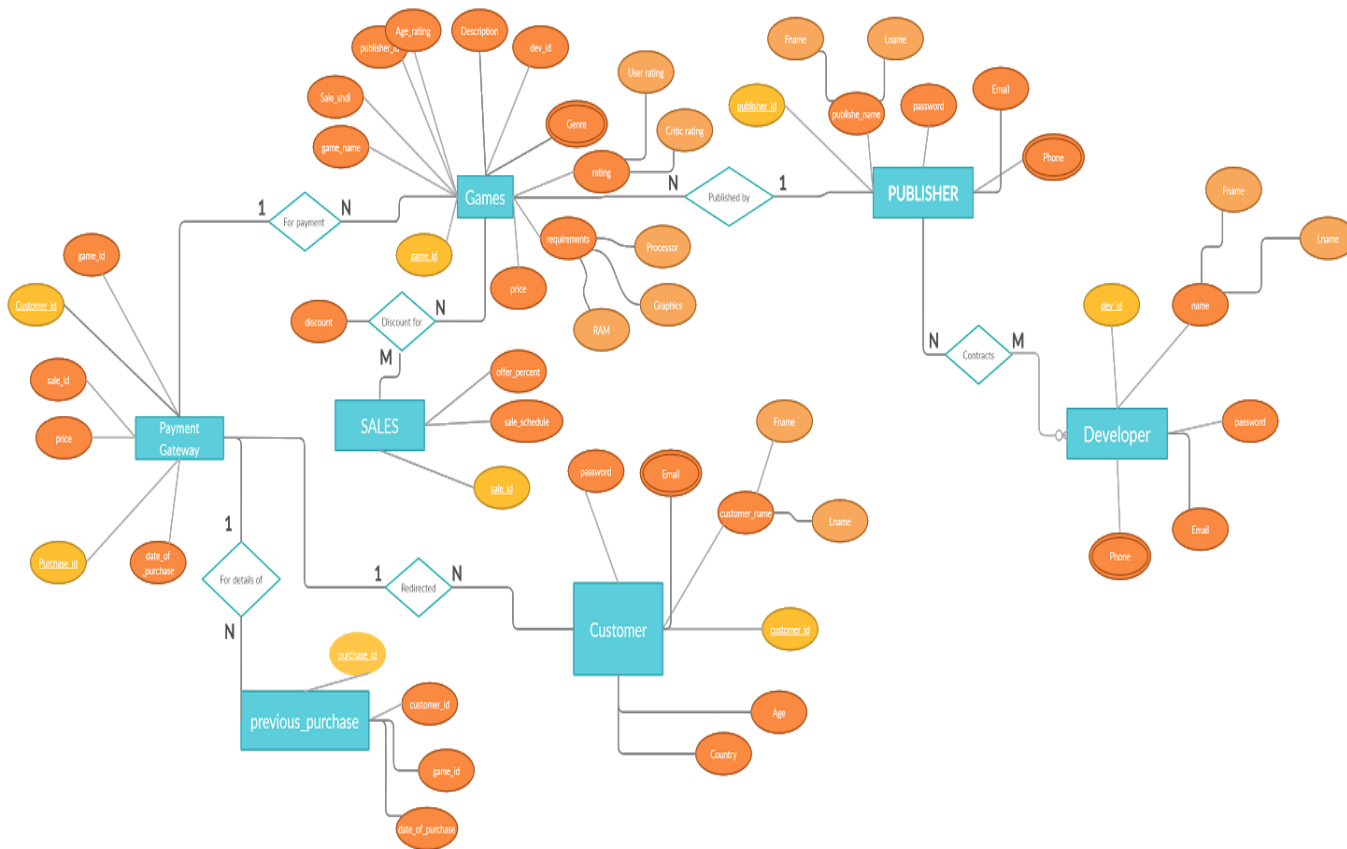 Age_rating
publisher_id
Description
dev_id
Sale_shdl
game_name
Genre
User rating
Critic rating
rating
Games
N
Published by
1
Fname
Lname
publisher_id
publishe_name
password
Email
Phone
PUBLISHER
1
For payment
N
game_id
requirements
Processor
Graphics
RAM
price
discount
Discount for
N
M
game_id
Customer_id
sale_id
price
Payment
Gateway
Purchase_id
date_of
_purchase
SALES
offer_percent
sale_schedule
sale_id
N
Contracts
M
Fname
Lname
dev_id
name
Developer
password
Email
Phone
password
Email
Fname
customer_name
Lname
Customer
customer_id
Age
Country
1
Redirected
N
1
For details of
N
purchase_id
previous_purchase
customer_id
game_id
date_of_purchase